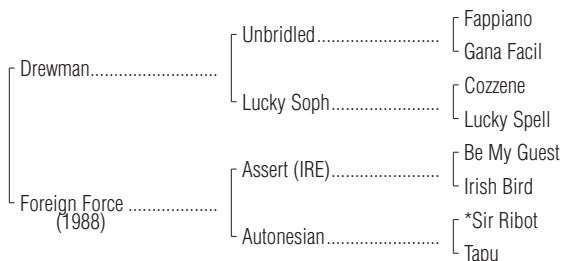 Fappiano
Unbridled..........................
Gana Facil
Drewman...........................
Cozzene
Lucky Soph .......................
Lucky Spell
Be My Guest
Assert (IRE).......................
Irish Bird
Foreign Force ...................
(1988)
*Sir Ribot
Autonesian........................
Tapu